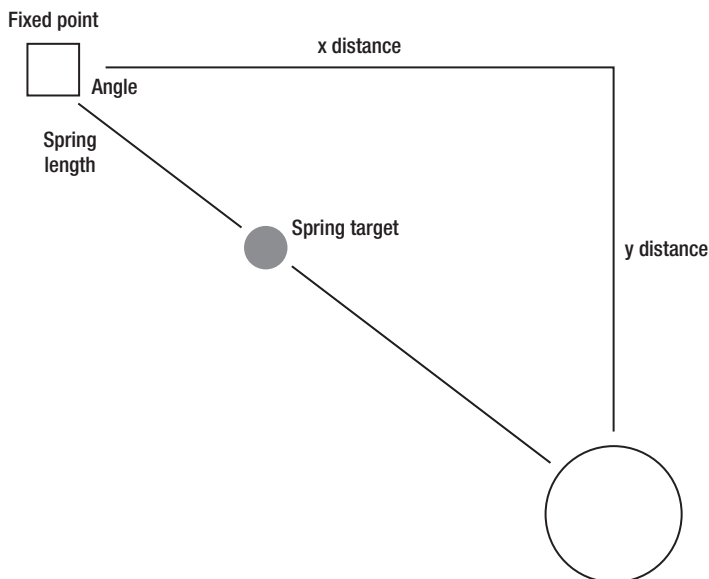 Fixed point
x distance
Angle
Spring
length
Spring target
y distance